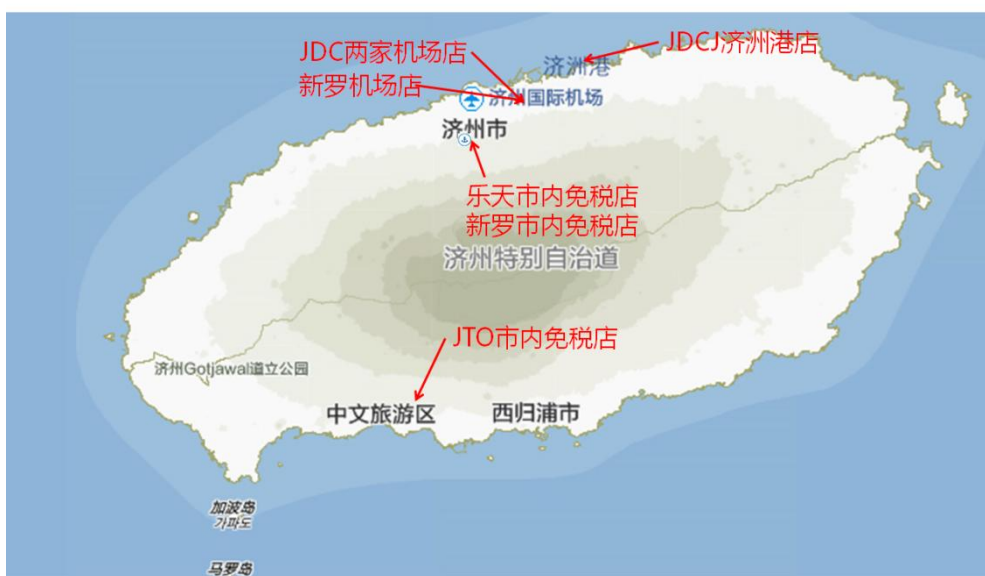 JDC两家机场店
JDCJ济洲港店
济洲港
新罗机场店
济州国际机场
济州市
乐天市内免税店
新罗市内免税店
济州特别自治道
JTO市内免税店
济州Gotjawal道立公园
中文旅游区
西归浦市
加波岛
가파도
马罗岛